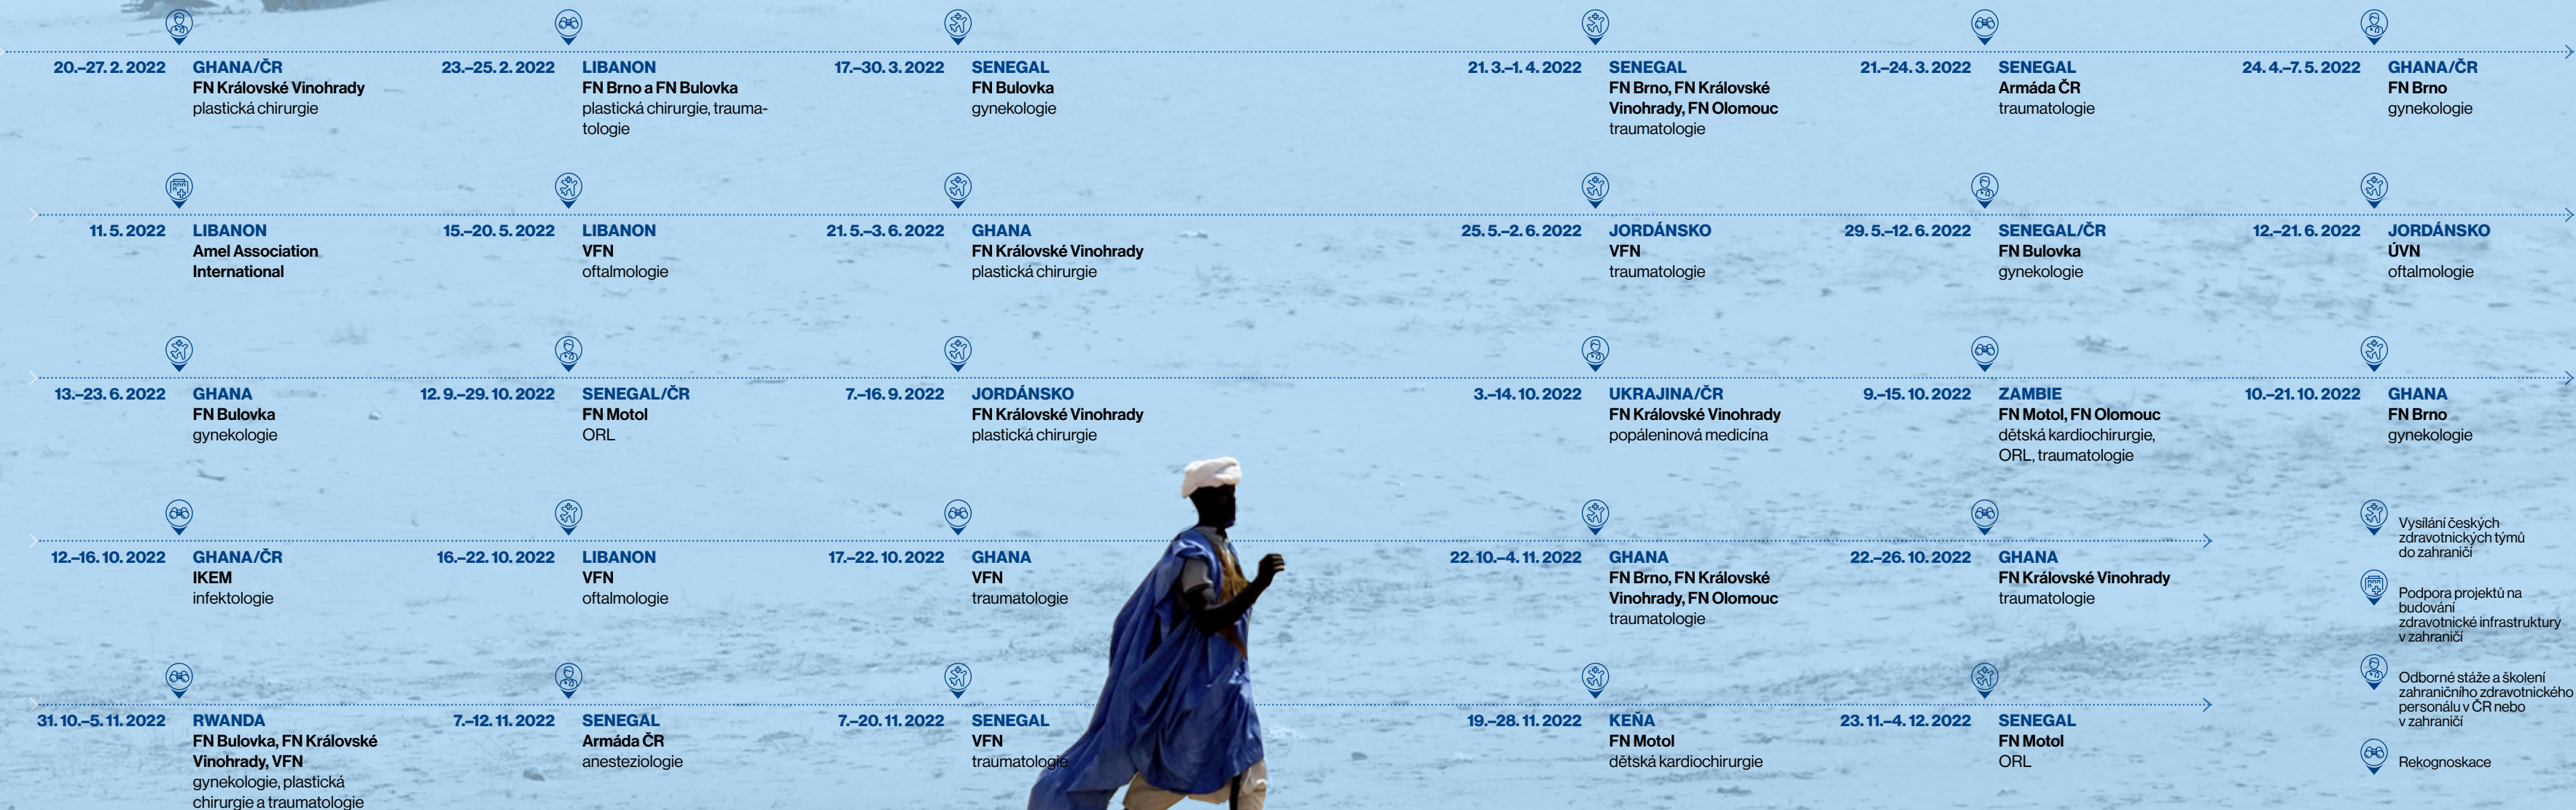 20.–27. 2. 2022
GHANA/ČR
FN Královské Vinohrady
plastická chirurgie
23.–25. 2. 2022
LIBANON
FN Brno a FN Bulovka
plastická chirurgie, trauma-
tologie
17.–30. 3. 2022
SENEGAL
FN Bulovka
gynekologie
21. 3.–1. 4. 2022
SENEGAL
FN Brno, FN Královské
Vinohrady, FN Olomouc
traumatologie
21.–24. 3. 2022
SENEGAL
Armáda ČR
traumatologie
24. 4.–7. 5. 2022
GHANA/ČR
FN Brno
gynekologie
11. 5. 2022
LIBANON
Amel Association
International
15.–20. 5. 2022
LIBANON
VFN
oftalmologie
21. 5.–3. 6. 2022
GHANA
FN Královské Vinohrady
plastická chirurgie
25. 5.–2. 6. 2022
JORDÁNSKO
VFN
traumatologie
29. 5.–12. 6. 2022
SENEGAL/ČR
FN Bulovka
gynekologie
12.–21. 6. 2022
JORDÁNSKO
ÚVN
oftalmologie
13.–23. 6. 2022
GHANA
FN Bulovka
gynekologie
12. 9.–29. 10. 2022
SENEGAL/ČR
FN Motol
ORL
7.–16. 9. 2022
JORDÁNSKO
FN Královské Vinohrady
plastická chirurgie
3.–14. 10. 2022
UKRAJINA/ČR
FN Královské Vinohrady
popáleninová medicína
9.–15. 10. 2022
ZAMBIE
FN Motol, FN Olomouc
dětská kardiochirurgie,
ORL, traumatologie
10.–21. 10. 2022
GHANA
FN Brno
gynekologie
12.–16. 10. 2022
GHANA/ČR
IKEM
infektologie
16.–22. 10. 2022
LIBANON
VFN
oftalmologie
17.–22. 10. 2022
GHANA
VFN
traumatologie
22. 10.–4. 11. 2022
GHANA
FN Brno, FN Královské
Vinohrady, FN Olomouc
traumatologie
22.–26. 10. 2022
GHANA
FN Královské Vinohrady
traumatologie
31. 10.–5. 11. 2022
RWANDA
FN Bulovka, FN Královské
Vinohrady, VFN
gynekologie, plastická
chirurgie a traumatologie
7.–12. 11. 2022
SENEGAL
Armáda ČR
anesteziologie
7.–20. 11. 2022
SENEGAL
VFN
traumatologie
19.–28. 11. 2022
KEŇA
FN Motol
dětská kardiochirurgie
23. 11.–4. 12. 2022
SENEGAL
FN Motol
ORL
Vysílání českých
zdravotnických týmů
do zahraničí
Podpora projektů na
budování
zdravotnické infrastruktury
v zahraničí
Odborné stáže a školení
zahraničního zdravotnického
personálu v ČR nebo
v zahraničí
Rekognoskace